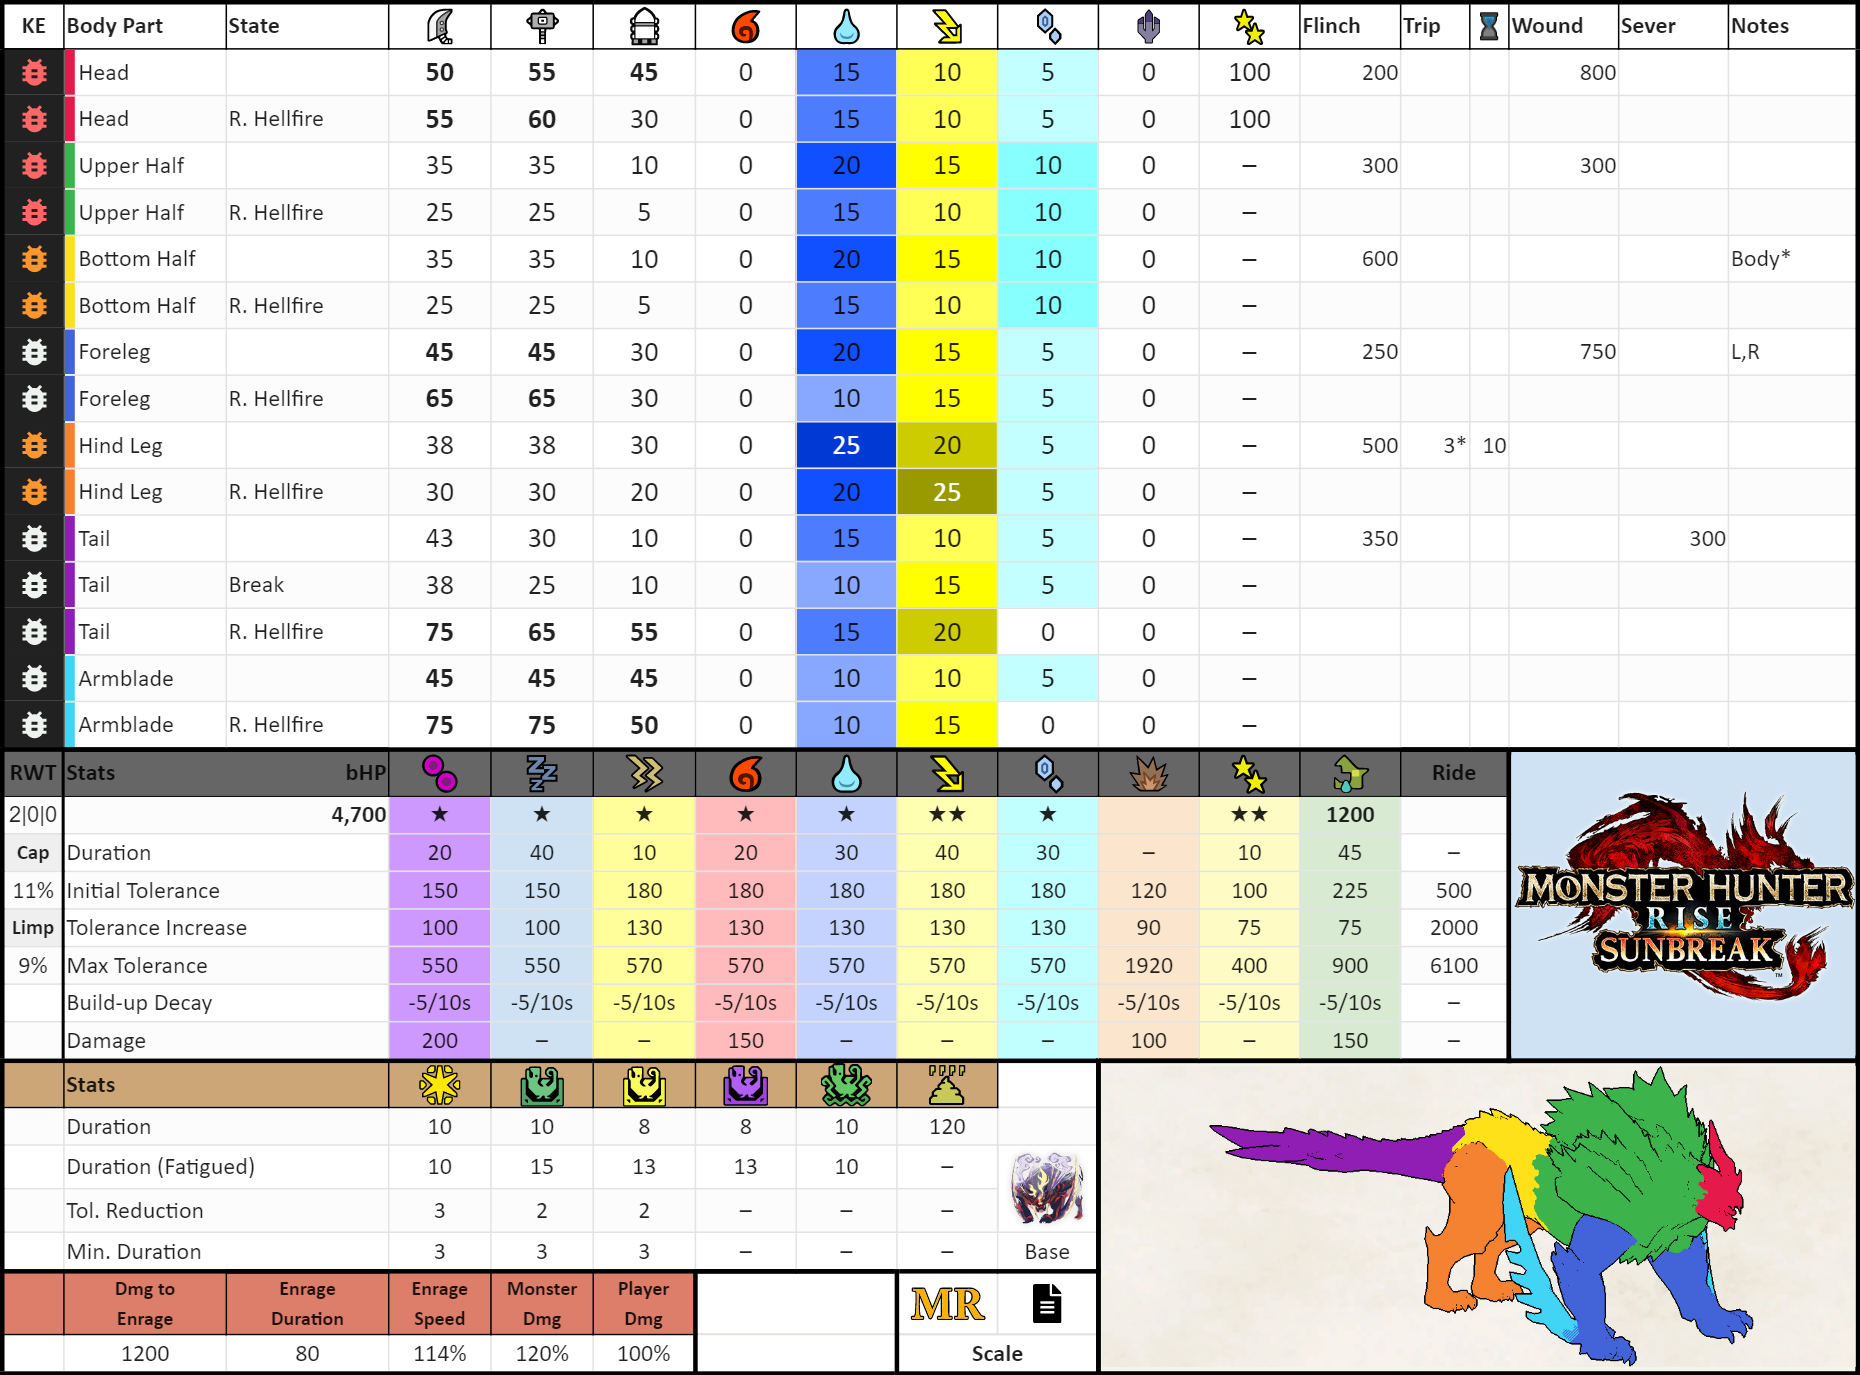 KE Body Part State Flinch Trip Wound Sever Notes
Head 50 55 45 0 15 10 5 0 100 200 800
Head R. Hellfire 55 60 30 0 15 10 5 0 100
Upper Half 35 35 10 0 20 15 10 0 – 300 300
Upper Half R. Hellfire 25 25 5 0 15 10 10 0 –
Bottom Half 35 35 10 0 20 15 10 0 – 600 Body*
Bottom Half R. Hellfire 25 25 5 0 15 10 10 0 –
Foreleg 45 45 30 0 20 15 5 0 – 250 750 L,R
Foreleg R. Hellfire 65 65 30 0 10 15 5 0 –
Hind Leg 38 38 30 0 25 20 5 0 – 500 3* 10
Hind Leg R. Hellfire 30 30 20 0 20 25 5 0 –
Tail 43 30 10 0 15 10 5 0 – 350 300
Tail Break 38 25 10 0 10 15 5 0 –
Tail R. Hellfire 75 65 55 0 15 20 0 0 –
Armblade 45 45 45 0 10 10 5 0 –
Armblade R. Hellfire 75 75 50 0 10 15 0 0 –
RWT Stats bHP Ride
2|0|0 4,700 ★ ★ ★ ★ ★ ★★ ★ ★★ 1200
Cap Duration 20 40 10 20 30 40 30 – 10 45 –
11% Initial Tolerance 150 150 180 180 180 180 180 120 100 225 500
Limp Tolerance Increase 100 100 130 130 130 130 130 90 75 75 2000
9% Max Tolerance 550 550 570 570 570 570 570 1920 400 900 6100
Build-up Decay -5/10s -5/10s -5/10s -5/10s -5/10s -5/10s -5/10s -5/10s -5/10s -5/10s –
Damage 200 – – 150 – – – 100 – 150 –
MONSTER HUNTER
RISE
SUNBREAK
TM
Stats
Duration 10 10 8 8 10 120
Duration (Fatigued) 10 15 13 13 10 –
Tol. Reduction 3 2 2 – – –
Min. Duration 3 3 3 – – – Base
Dmg to Enrage Enrage Monster Player
Enrage Duration Speed Dmg Dmg
MR
1200 80 114% 120% 100% Scale